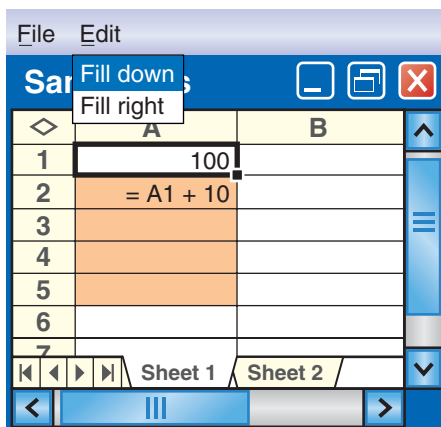 File Edit
Fill down
Fill right
A B
1 100
2 = A1 + 10
3
4
5
6
7
Sheet 1 Sheet 2